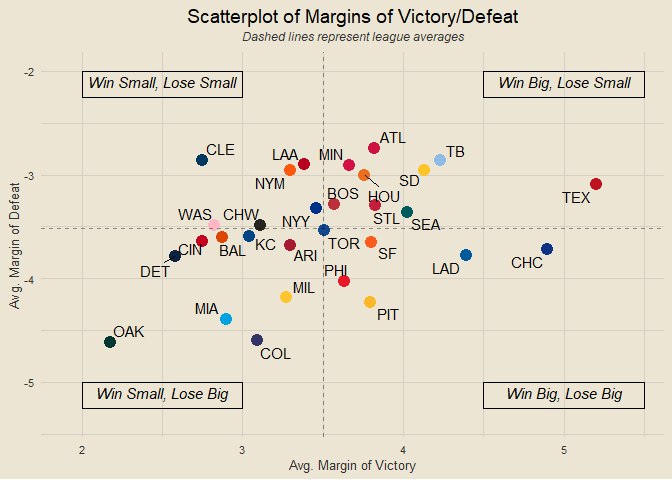 Scatterplot of Margins of Victory/Defeat
Dashed lines represent league averages
-2
Win Small, Lose Small
Win Big, Lose Small
ATL
CLE
LAA
MIN
TB
-3
NYM
SD
BOS
HOU
TEX
WAS
CHW
NYY
STL
SEA
CIN
BAL
KC
ARI
TOR
SF
DET
PHI
LAD
CHC
-4
MIL
MIA
PIT
OAK
COL
-5
Win Small, Lose Big
Win Big, Lose Big
2
3
4
5
Avg. Margin of Victory
Avg. Margin of Defeat